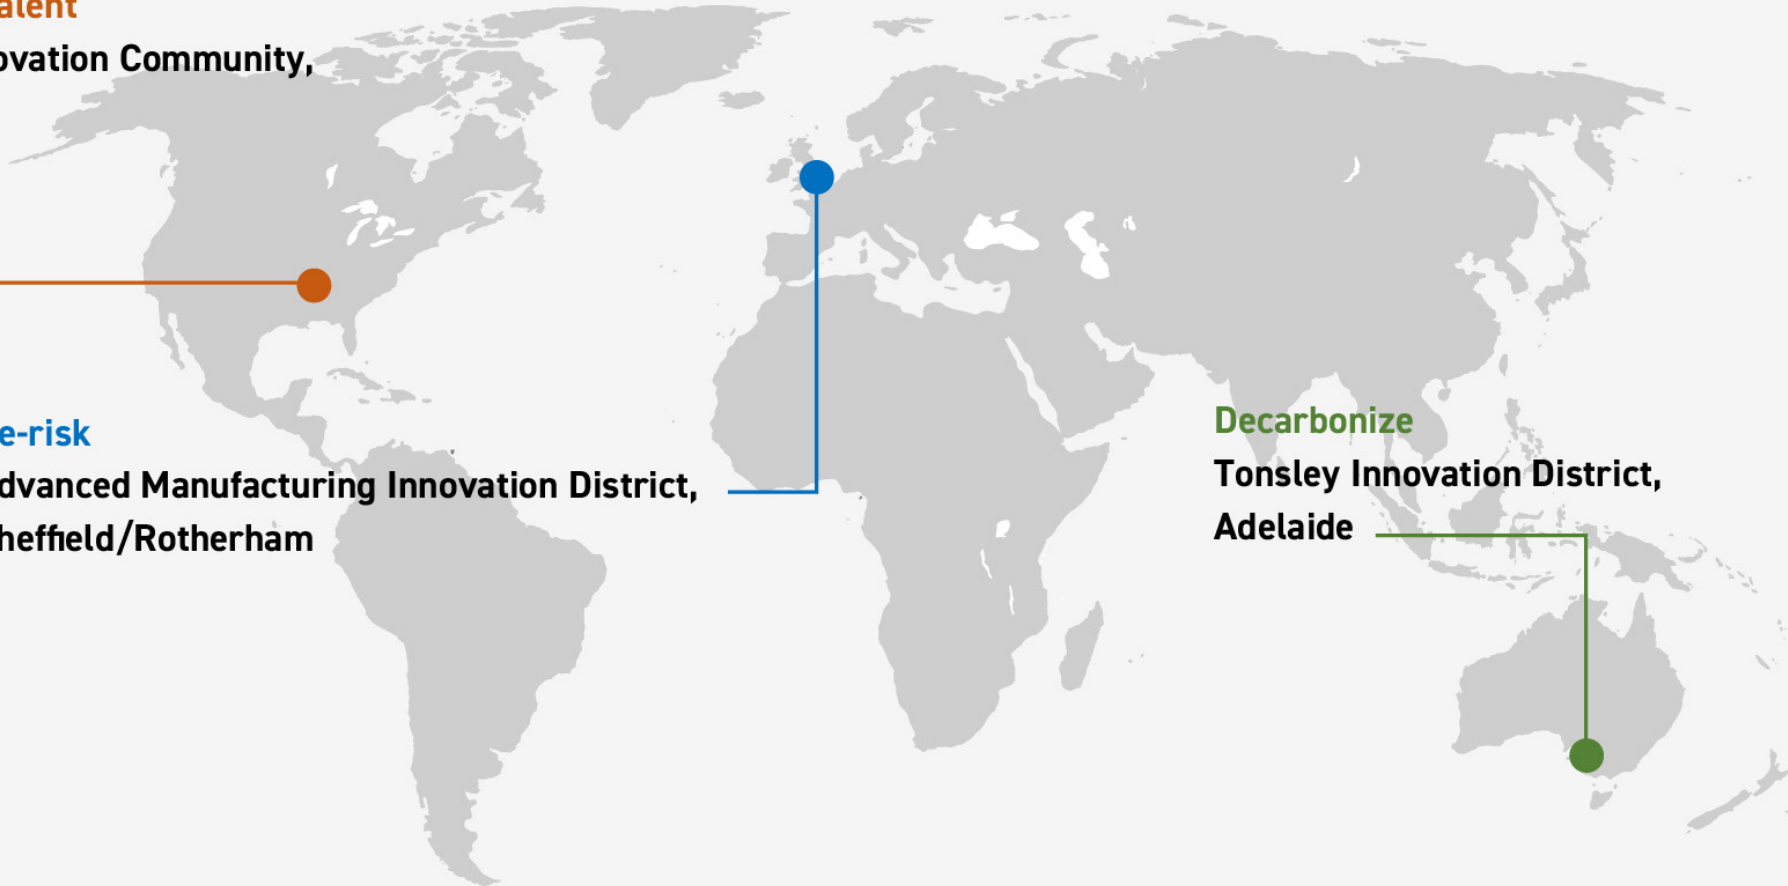 alent
ovation Community,
e-risk
dvanced Manufacturing Innovation District,
heffield/Rotherham
Decarbonize
Tonsley Innovation District,
Adelaide